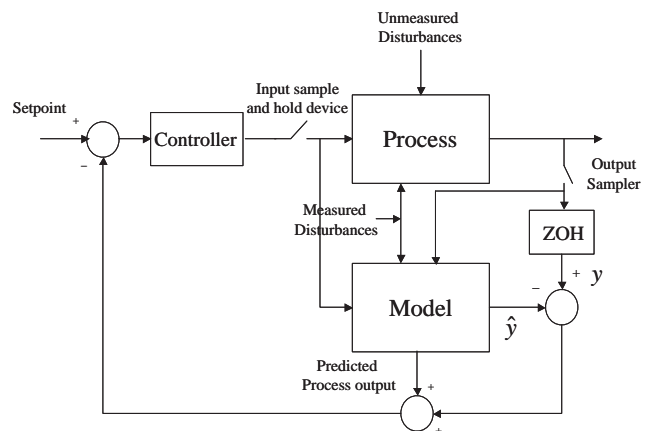 Unmeasured
Disturbances
Input sample
and hold device
Setpoint
+
−
Controller
Process
Output
Sampler
Measured
Disturbances
ZOH
+ y
−
Model
ŷ
Predicted
Process output
+
+